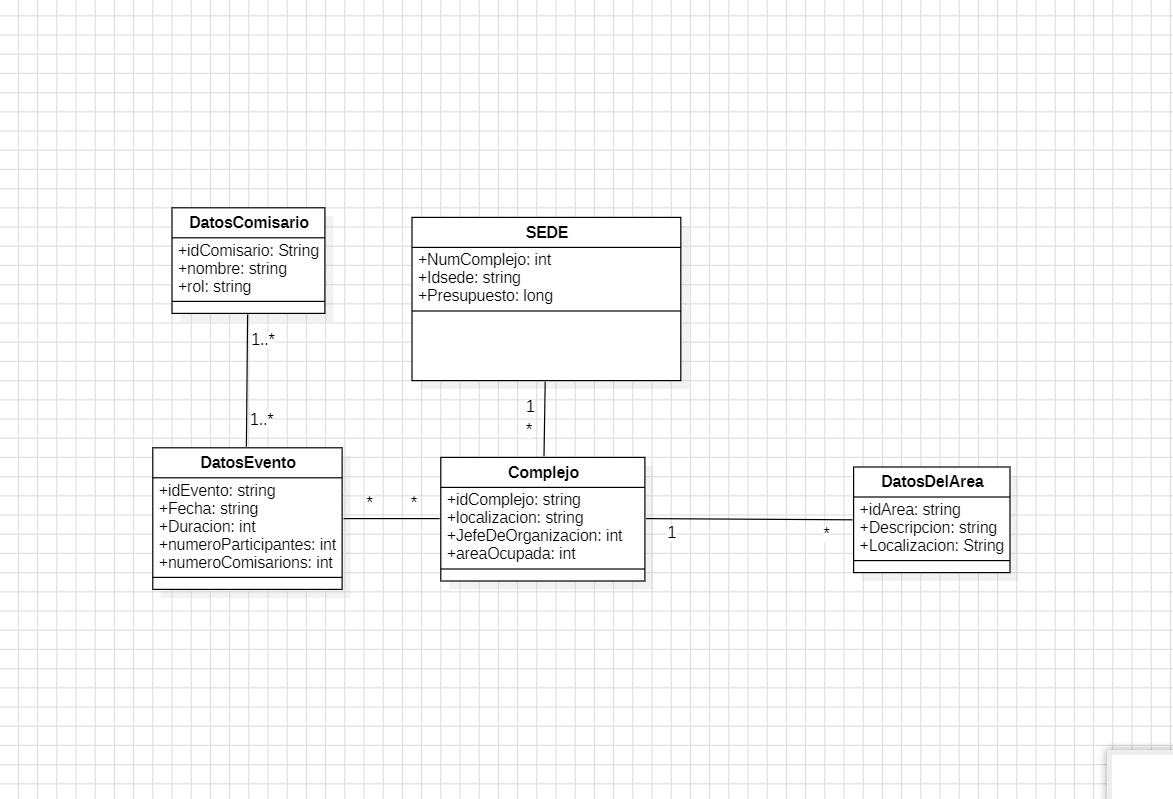 DatosComisario
+idComisario: String
+nombre: string
+rol: string
SEDE
+NumComplejo: int
+Idsede: string
+Presupuesto: long
1..*
1..*
1
*
DatosEvento
+idEvento: string
+Fecha: string
+Duracion: int
+numeroParticipantes: int
+numeroComisarions: int
* *
Complejo
+idComplejo: string
+localizacion: string
+JefeDeOrganizacion: int
+areaOcupada: int
1 *
DatosDelArea
+idArea: string
+Descripcion: string
+Localizacion: String